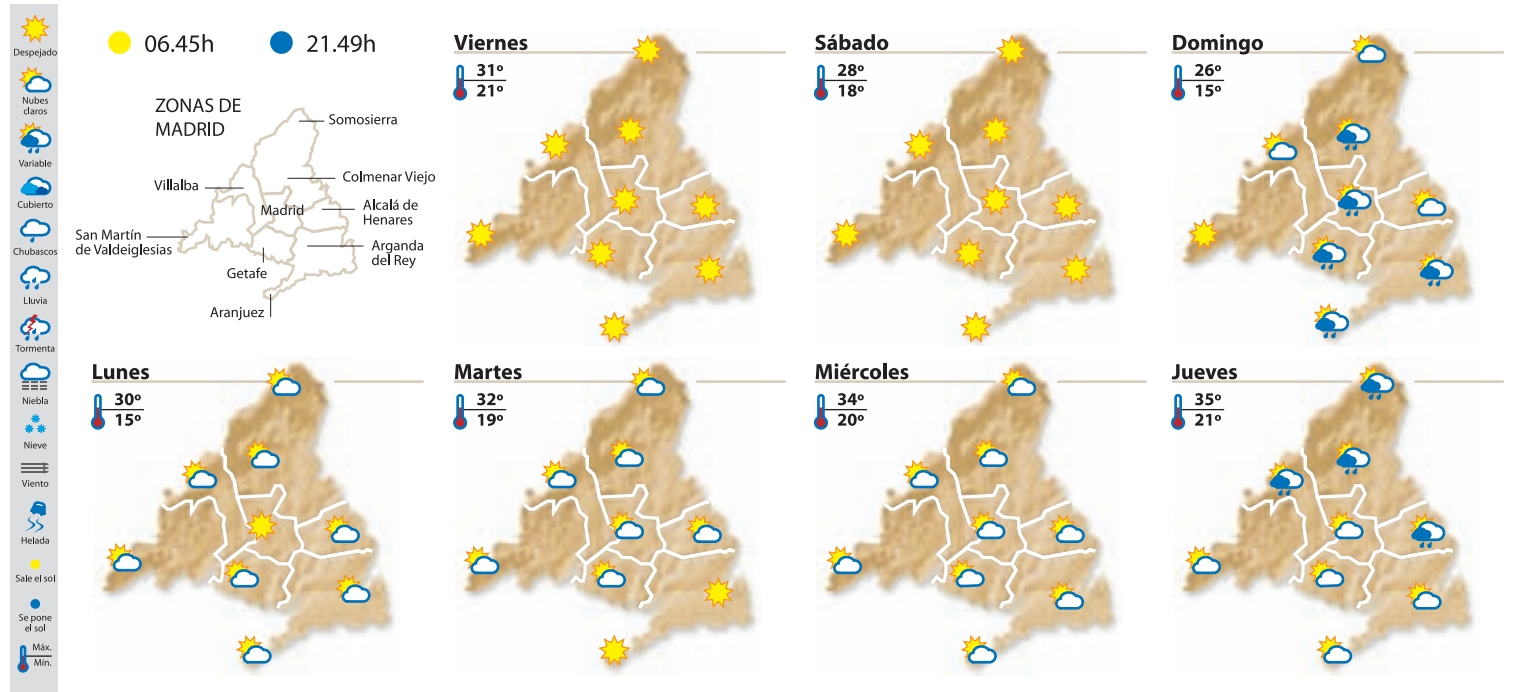 Despejado
Nubes
claros
Variable
Cubierto
Chubascos
Lluvia
Tormenta
Niebla
Nieve
Viento
Helada
Sale el sol
Se pone
el sol
Máx.
Mín.
06.45h
21.49h
ZONAS DE
MADRID
Somosierra
Colmenar Viejo
Villalba
Madrid
Alcalá de
Henares
San Martín
de Valdeiglesias
Arganda
del Rey
Getafe
Aranjuez
Viernes
31º
21º
Sábado
28º
18º
Domingo
26º
15º
Lunes
30º
15º
Martes
32º
19º
Miércoles
34º
20º
Jueves
35º
21º